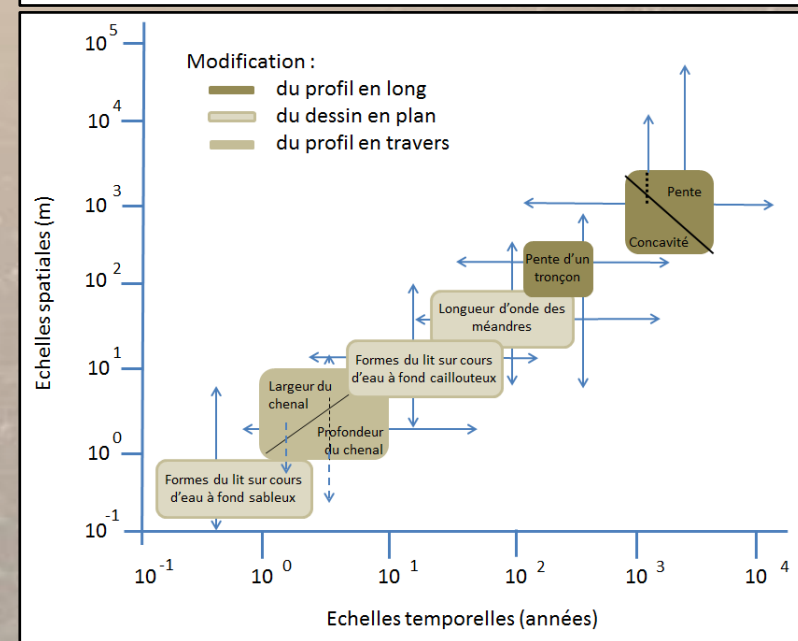 Modification :
du profil en long
du dessin en plan
du profil en travers
Echelles spatiales (m)
10^5
10^4
10^3
10^2
10^1
10^0
10^-1
Pente
Concavité
Pente d'un
tronçon
Longueur d'onde des
méandres
Formes du lit sur cours
d'eau à fond caillouteux
Largeur du
chenal
Profondeur
du chenal
Formes du lit sur cours
d'eau à fond sableux
10^-1 10^0 10^1 10^2 10^3 10^4
Echelles temporelles (années)